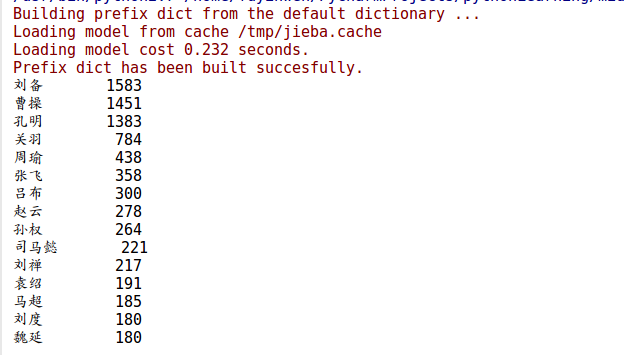 Building prefix dict from the default dictionary ...
Loading model from cache /tmp/jieba.cache
Loading model cost 0.232 seconds.
Prefix dict has been built succesfully.
刘备 1583
曹操 1451
孔明 1383
关羽 784
周瑜 438
张飞 358
吕布 300
赵云 278
孙权 264
司马懿 221
刘禅 217
袁绍 191
马超 185
刘度 180
魏延 180